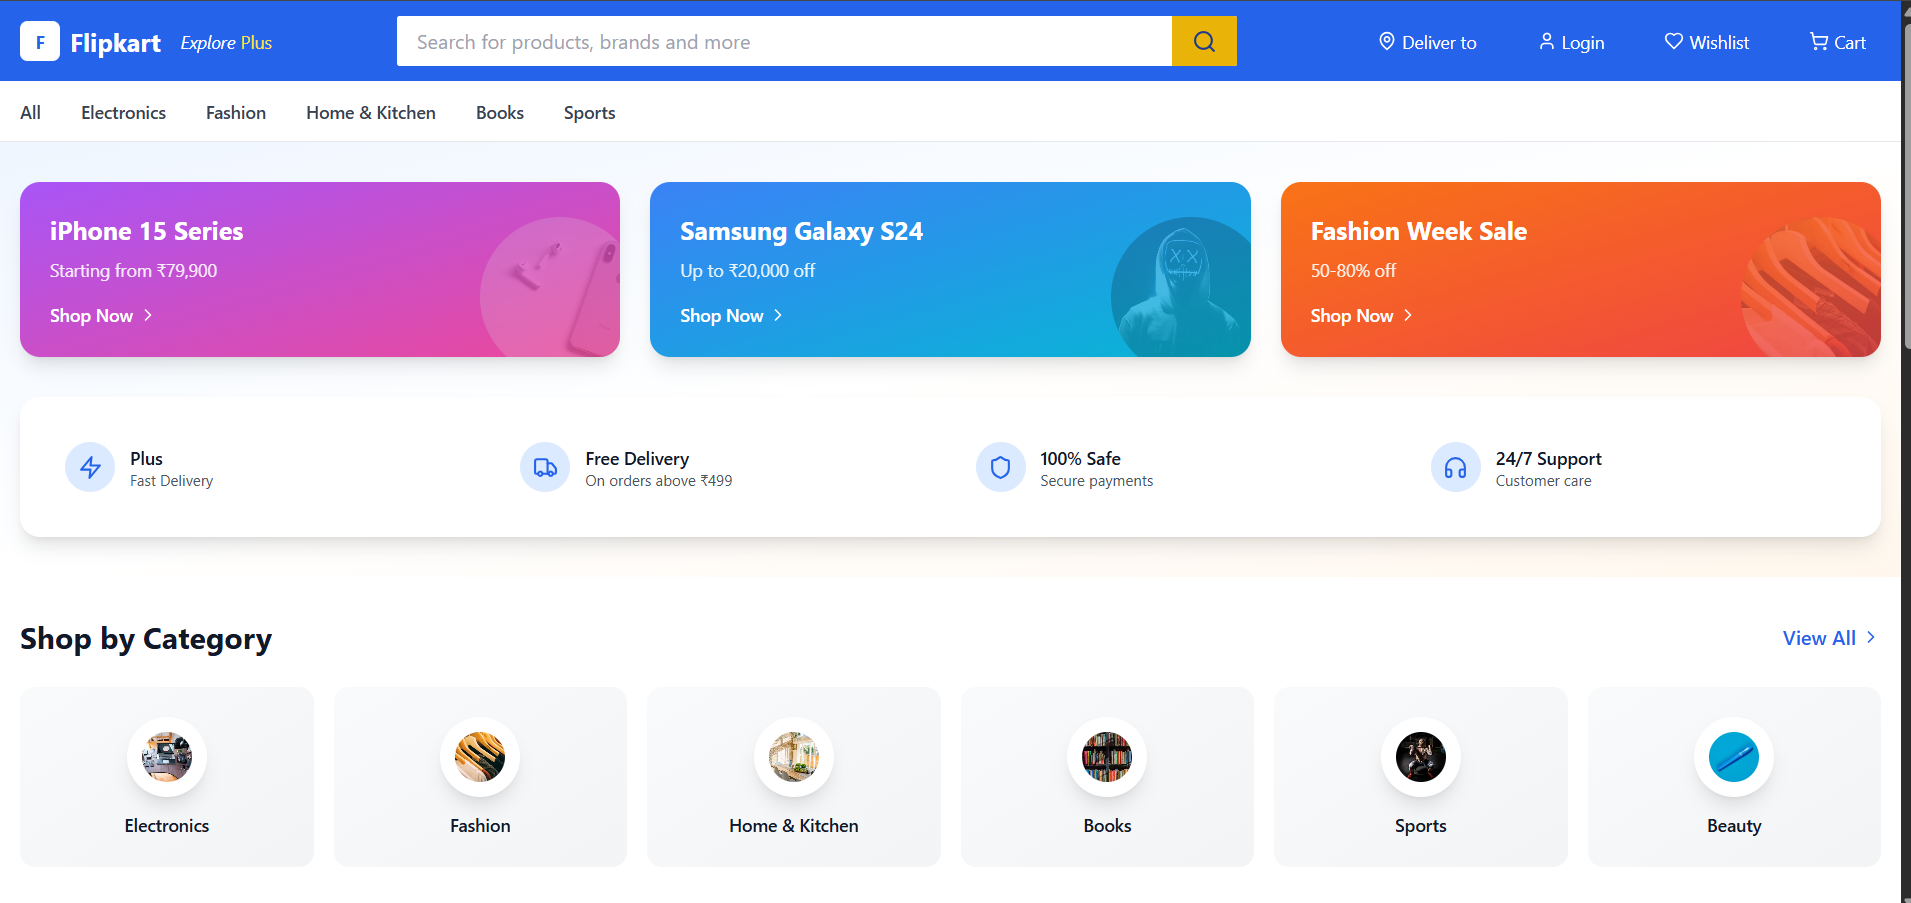 F Flipkart Explore Plus Search for products, brands and more Deliver to Login Wishlist Cart
All Electronics Fashion Home & Kitchen Books Sports
iPhone 15 Series
Starting from ₹79,900
Shop Now
Samsung Galaxy S24
Up to ₹20,000 off
Shop Now
Fashion Week Sale
50-80% off
Shop Now
Plus
Fast Delivery
Free Delivery
On orders above ₹499
100% Safe
Secure payments
24/7 Support
Customer care
Shop by Category
View All
Electronics
Fashion
Home & Kitchen
Books
Sports
Beauty